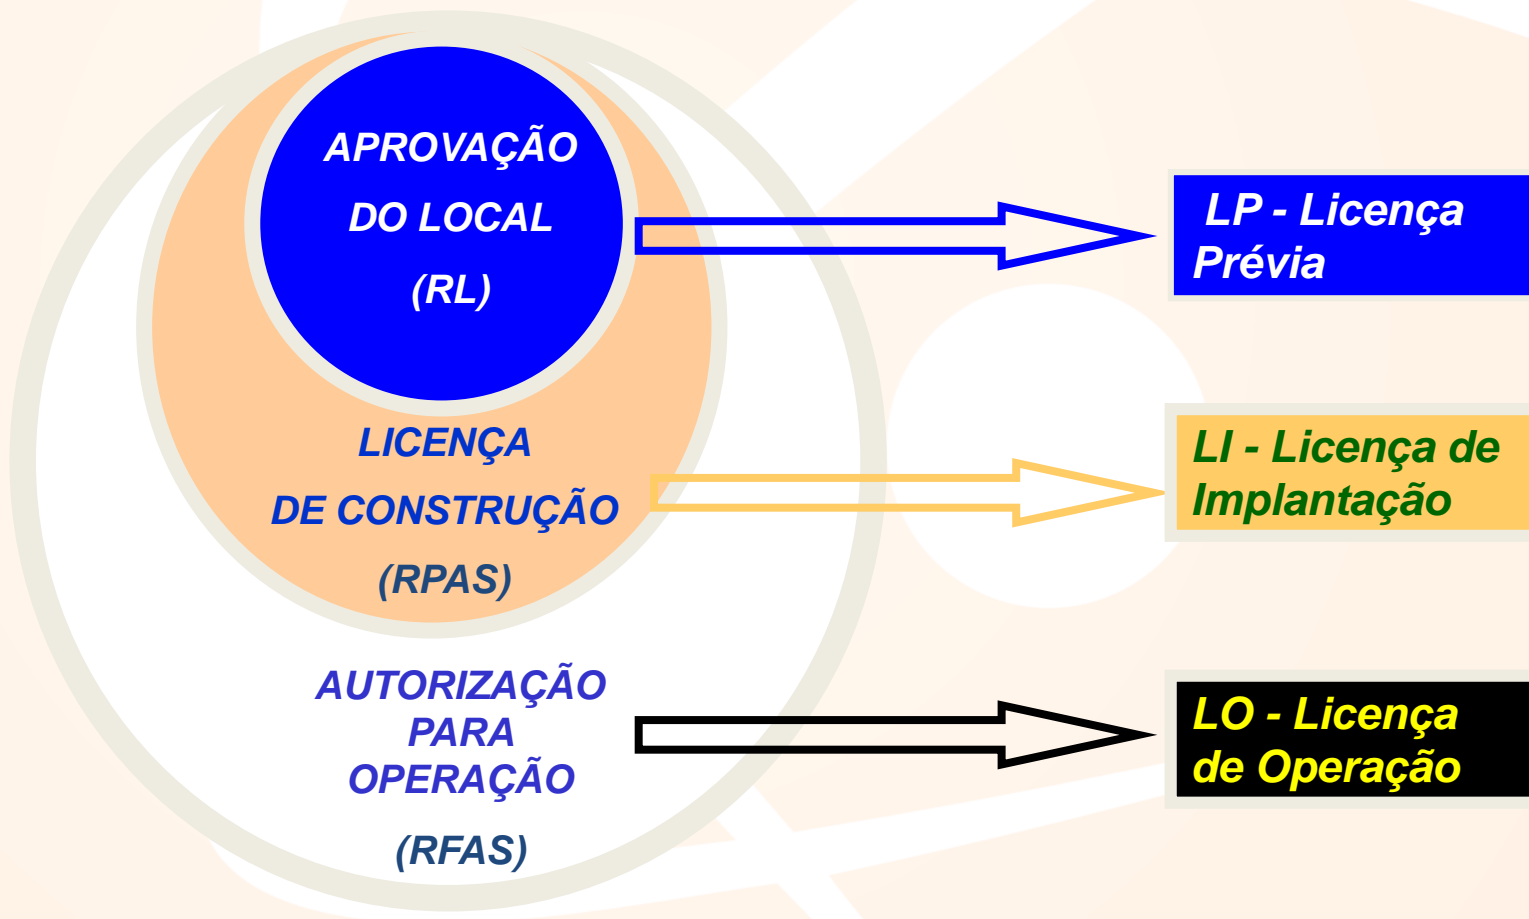 APROVAÇÃO
DO LOCAL
(RL)
LP - Licença
Prévia
LICENÇA
DE CONSTRUÇÃO
(RPAS)
LI - Licença de
Implantação
AUTORIZAÇÃO
PARA
OPERAÇÃO
(RFAS)
LO - Licença
de Operação